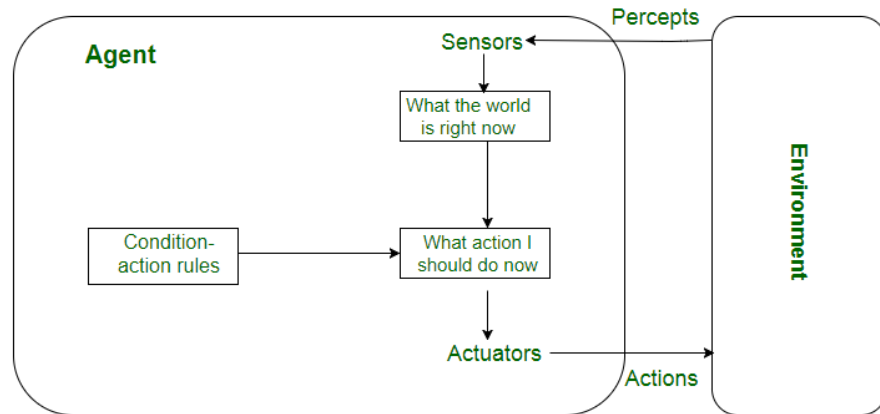 Percepts
Sensors
Agent
What the world
is right now
Environment
Condition-
action rules
What action I
should do now
Actuators
Actions